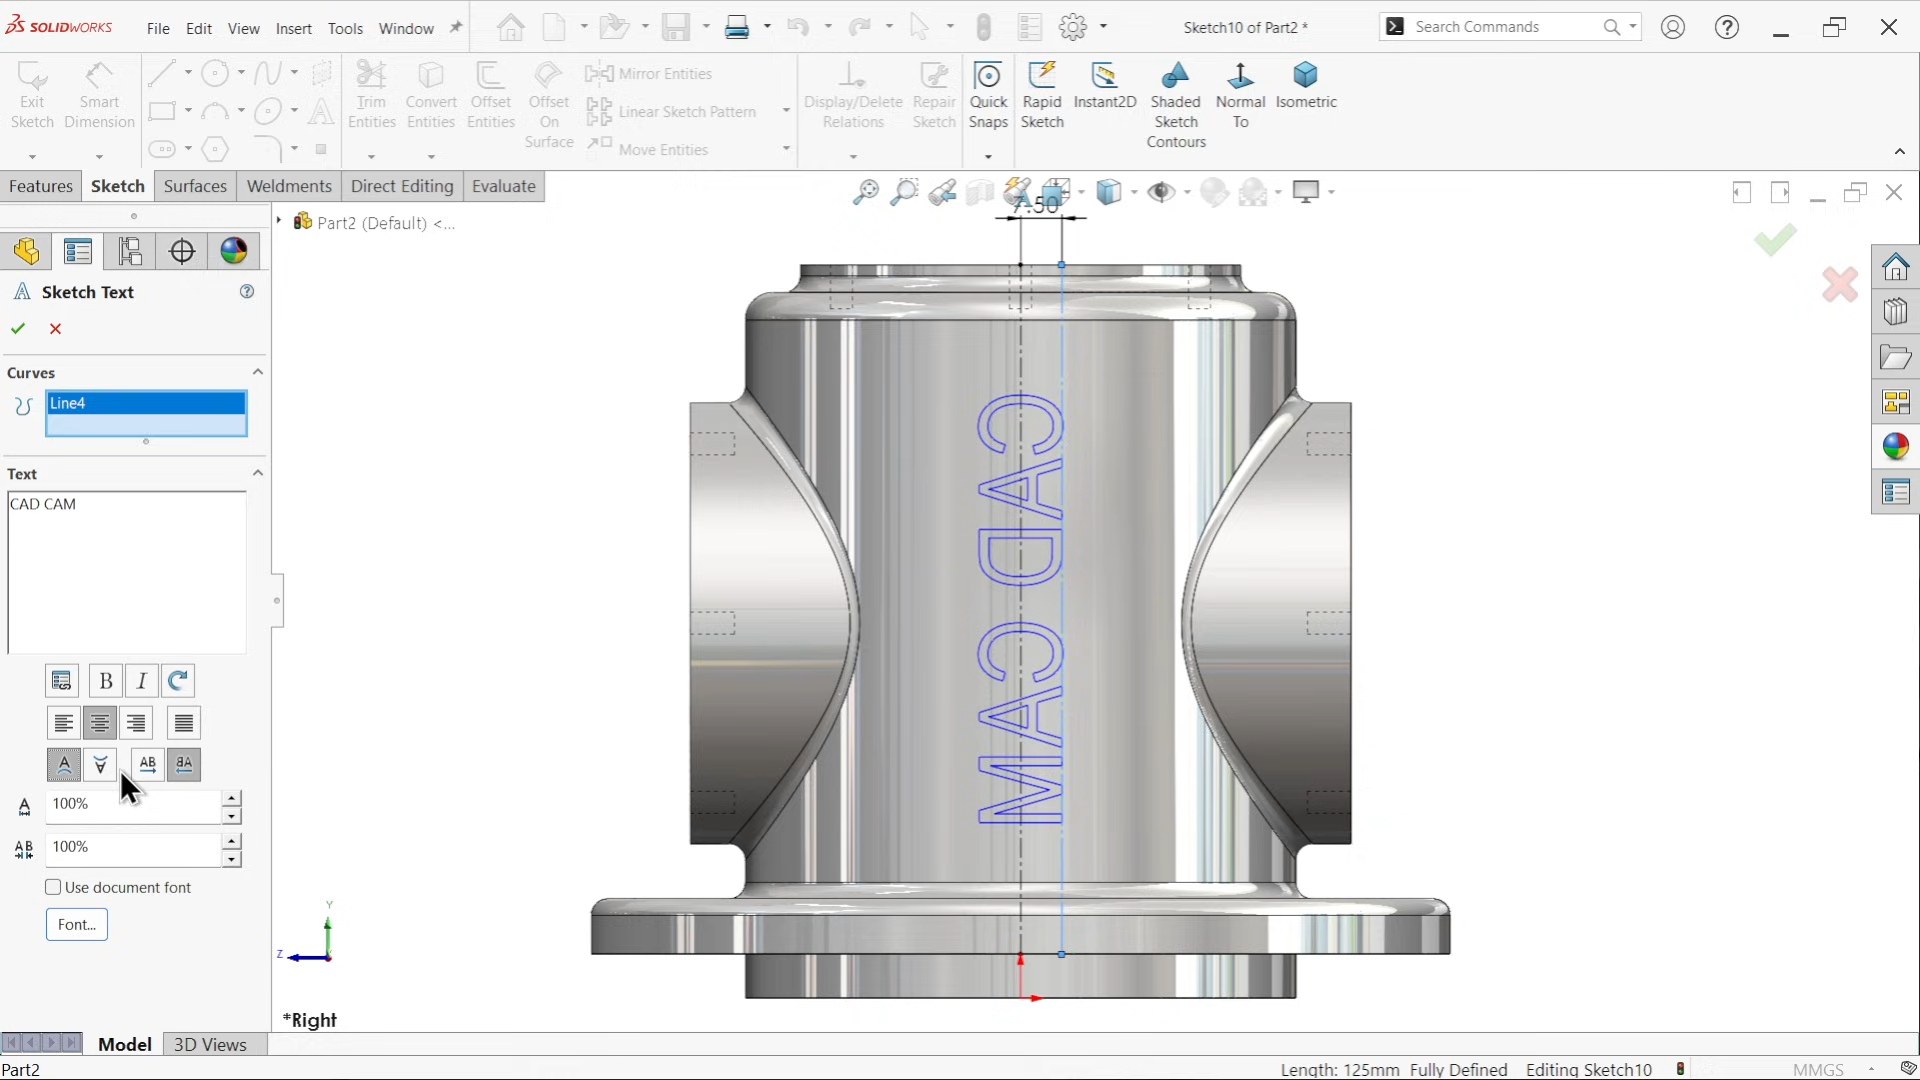 SOLIDWORKS File Edit View Insert Tools Window Sketch10 of Part2 * Search Commands
Exit Sketch Smart Dimension Trim Entities Convert Entities Offset Entities Offset On Surface Mirror Entities Linear Sketch Pattern Move Entities Display/Delete Relations Repair Sketch Quick Snaps Rapid Sketch Instant2D Shaded Sketch Contours Normal To Isometric
Features Sketch Surfaces Weldments Direct Editing Evaluate
7.50
Part2 (Default) <...
Sketch Text
Curves
Line4
Text
CAD CAM
B I
A A AB AB
100%
AB 100%
Use document font
Font...
CAD CAM
Y
Z
*Right
Model 3D Views
Part2 Length: 125mm Fully Defined Editing Sketch10 MMGS